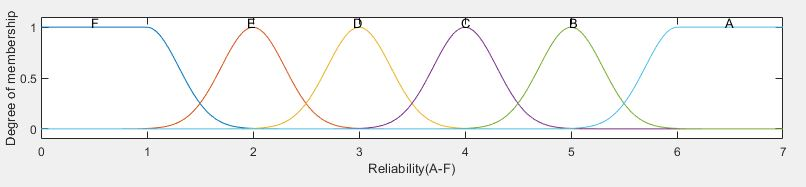 F E D C B A
1
0.5
0
Degree of membership
0 1 2 3 4 5 6 7
Reliability(A-F)